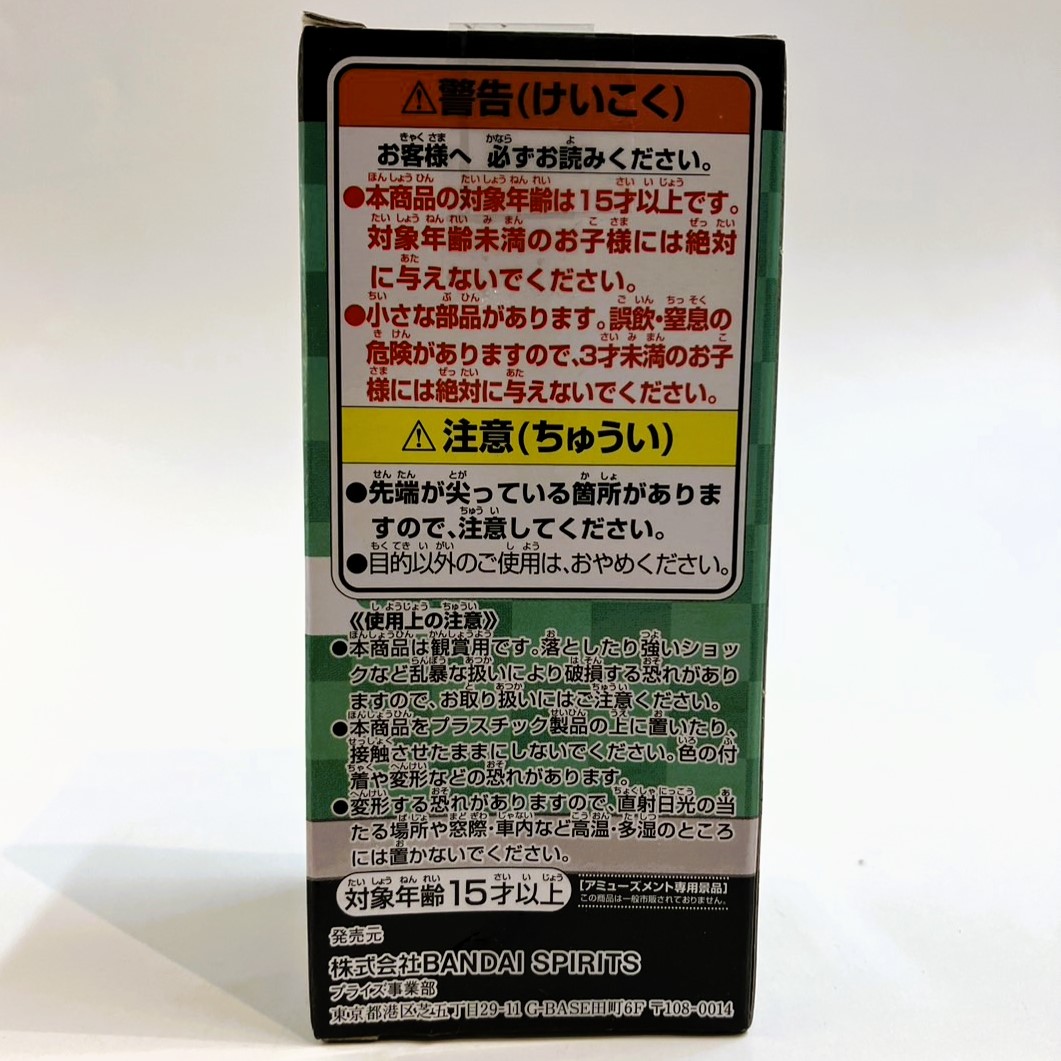 ⚠警告(けいこく)
お客様へ 必ずお読みください。
●本商品の対象年齢は15才以上です。
対象年齢未満のお子様には絶対
に与えないでください。
●小さな部品があります。誤飲・窒息の
危険がありますので、3才未満のお子
様には絶対に与えないでください。
⚠注意(ちゅうい)
●先端が尖っている箇所がありま
すので、注意してください。
●目的以外のご使用は、おやめください。
《使用上の注意》
●本商品は観賞用です。落としたり強いショッ
クなど乱暴な扱いにより破損する恐れがあり
ますので、お取り扱いにはご注意ください。
●本商品をプラスチック製品の上に置いたり、
接触させたままにしないでください。色の付
着や変形などの恐れがあります。
●変形する恐れがありますので、直射日光の当
たる場所や窓際・車内など高温・多湿のところ
には置かないでください。
対象年齢15才以上
[アミューズメント専用景品]
この商品は一般市販されておりません。
発売元
株式会社BANDAI SPIRITS
プライズ事業部
東京都港区芝五丁目29-11 G-BASE田町6F 〒108-0014